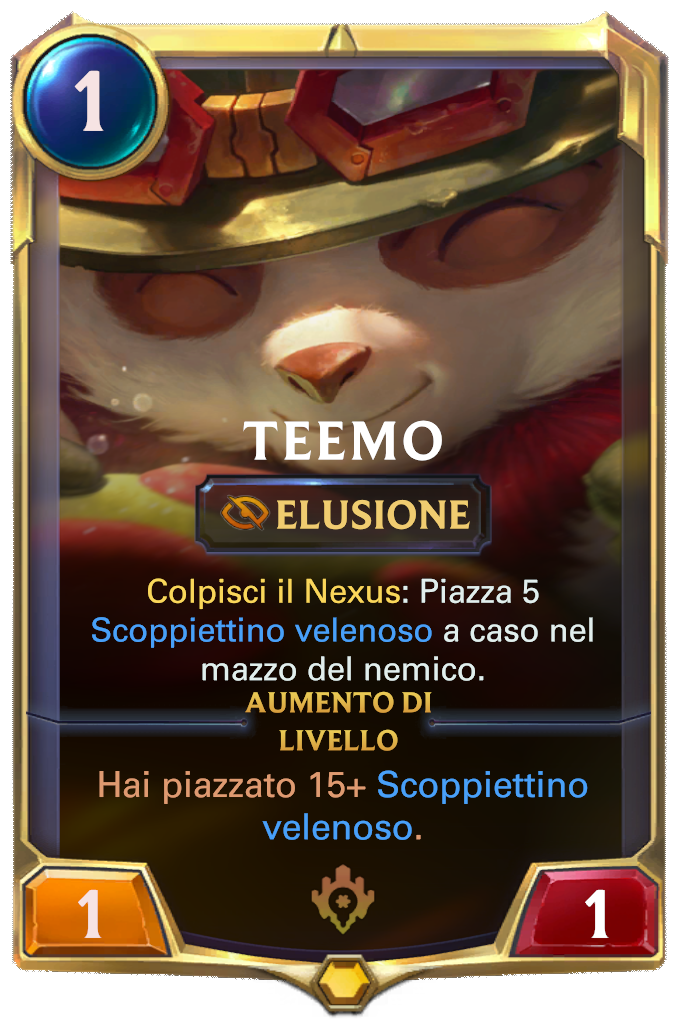 1
TEEMO
ELUSIONE
Colpisci il Nexus: Piazza 5
Scoppiettino velenoso a caso nel
mazzo del nemico.
AUMENTO DI
LIVELLO
Hai piazzato 15+ Scoppiettino
velenoso.
1
1